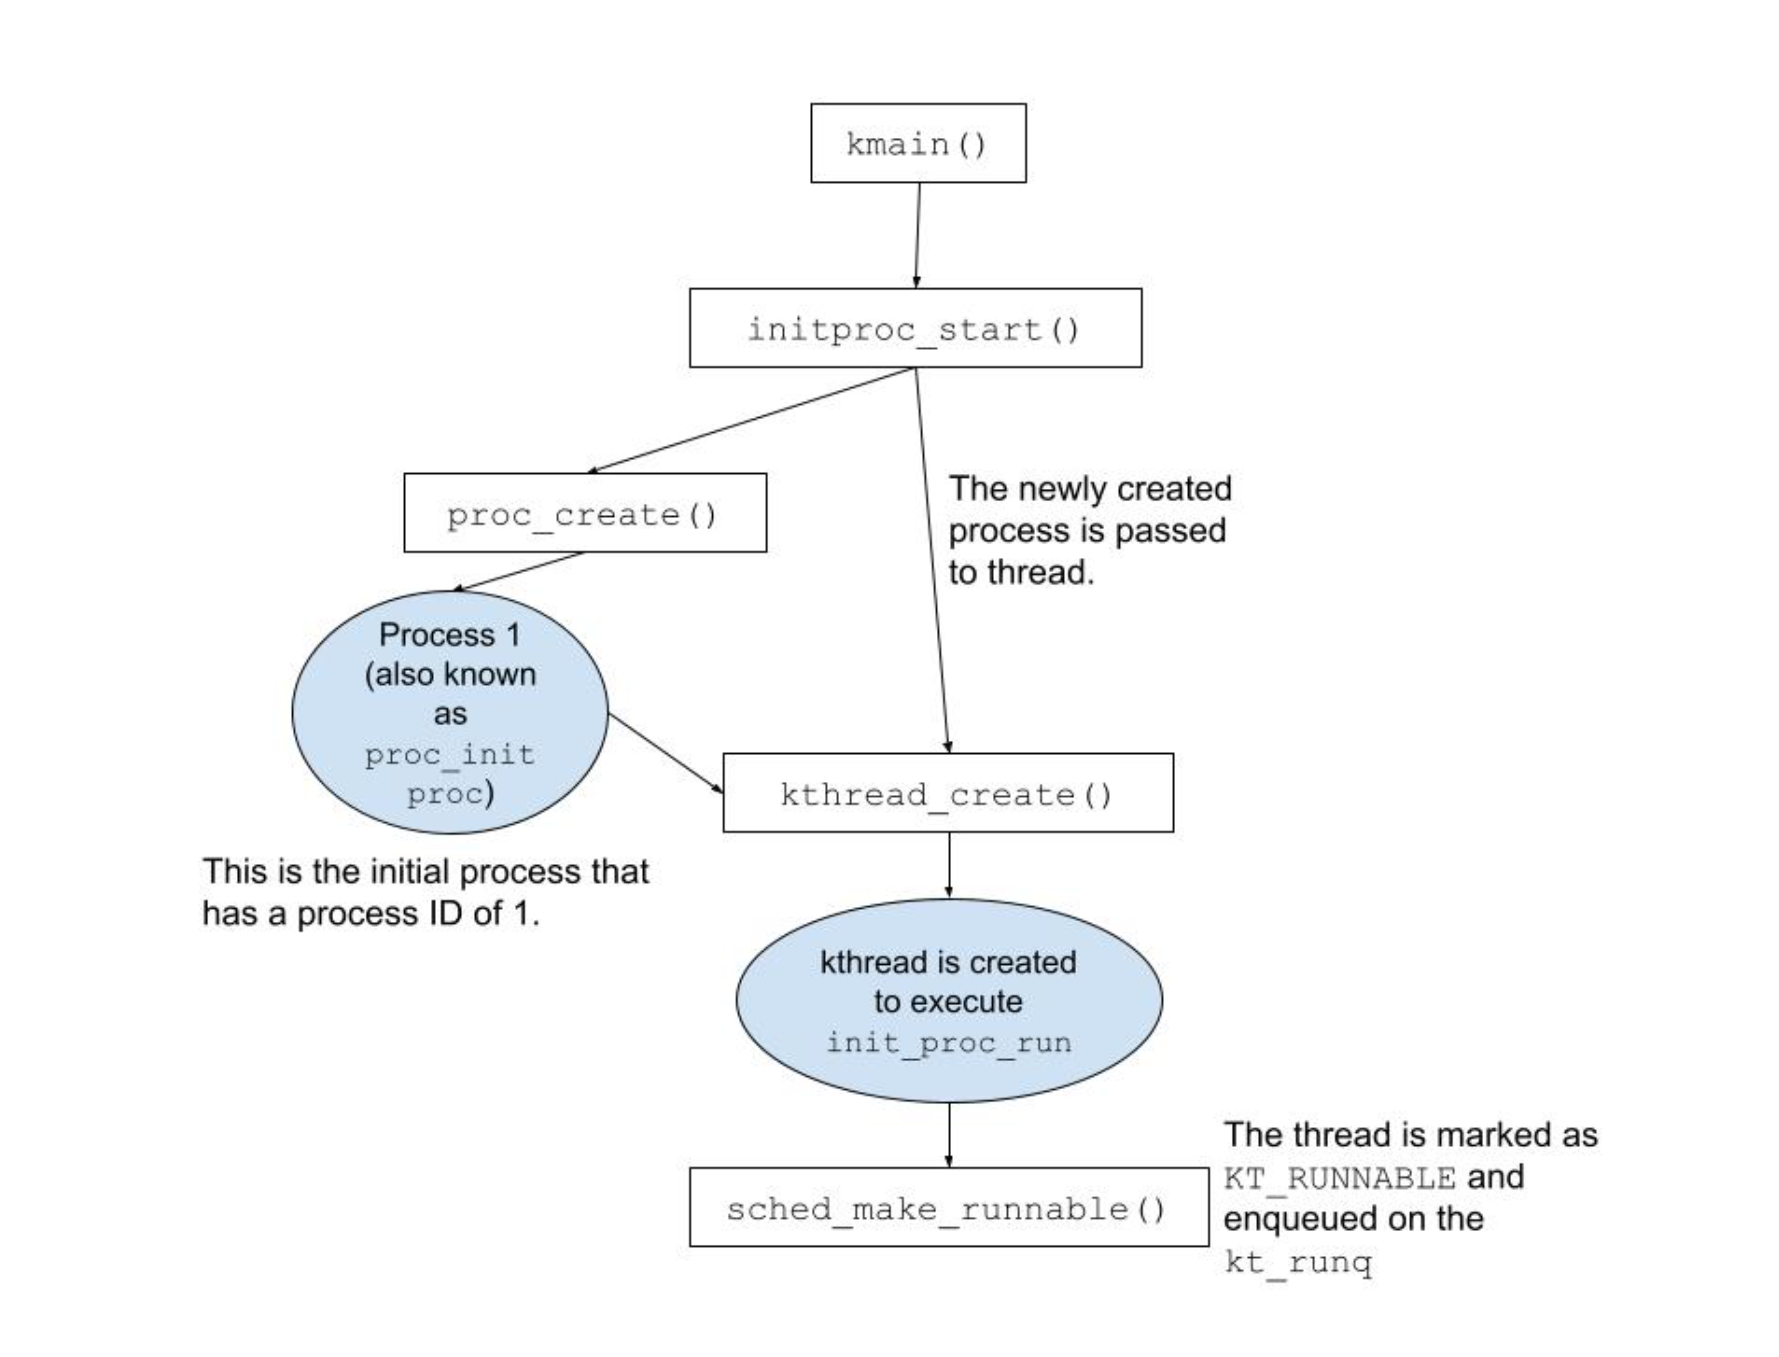 kmain()
initproc_start()
proc_create()
The newly created
process is passed
to thread.
Process 1
(also known
as
proc_init
proc)
kthread_create()
This is the initial process that
has a process ID of 1.
kthread is created
to execute
init_proc_run
sched_make_runnable()
The thread is marked as
KT_RUNNABLE and
enqueued on the
kt_runq